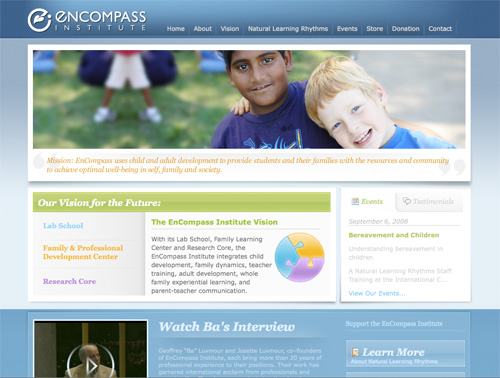 ENCOMPASS
INSTITUTE
Home About Vision Natural Learning Rhythms Events Store Donation Contact
Mission: EnCompass uses child and adult development to provide students and their families with the resources and community
to achieve optimal well-being in self, family and society.
Our Vision for the Future:
Lab School
Family & Professional
Development Center
Research Core
The EnCompass Institute Vision
With its Lab School, Family Learning
Center and Research Core, the
EnCompass Institute integrates child
development, family dynamics, teacher
training, adult development, whole
family experiential learning, and
parent-teacher communication.
Events Testimonials
September 6, 2008
Bereavement and Children
Understanding bereavement in
children.
A Natural Learning Rhythms Staff
Training at the International C...
View Our Events...
Watch Ba's Interview
Geoffrey "Ba" Luvmour and Josette Luvmour, co-founders
of EnCompass Institute, each bring more than 20 years of
professional experience to their positions. Their work has
garnered international acclaim from professionals and
Support the EnCompass Institute
Learn More
About Natural Learning Rhythms